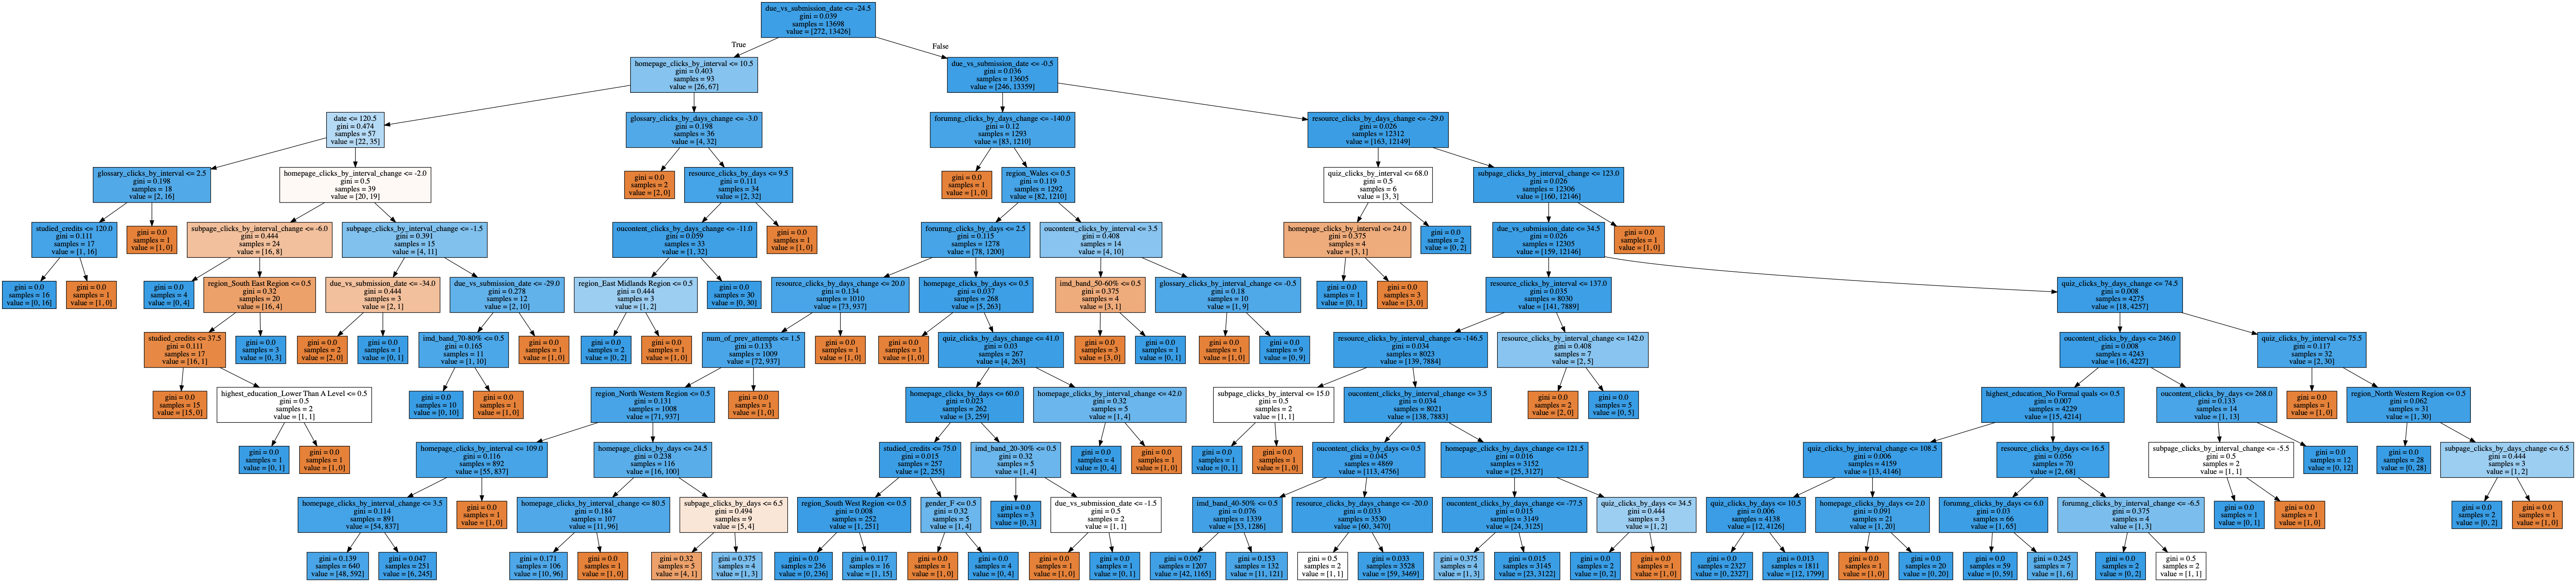 due_vs_submission_date <= -24.5
gini = 0.039
samples = 13698
value = [272, 13426]
True
False
homepage_clicks_by_interval <= 10.5
gini = 0.403
samples = 93
value = [26, 67]
due_vs_submission_date <= -0.5
gini = 0.036
samples = 13605
value = [246, 13359]
date <= 120.5
gini = 0.474
samples = 57
value = [22, 35]
glossary_clicks_by_days_change <= -3.0
gini = 0.198
samples = 36
value = [4, 32]
forumng_clicks_by_days_change <= -140.0
gini = 0.12
samples = 1293
value = [83, 1210]
resource_clicks_by_days_change <= -29.0
gini = 0.026
samples = 12312
value = [163, 12149]
glossary_clicks_by_interval <= 2.5
gini = 0.198
samples = 18
value = [2, 16]
homepage_clicks_by_interval_change <= -2.0
gini = 0.5
samples = 39
value = [20, 19]
gini = 0.0
samples = 2
value = [2, 0]
resource_clicks_by_days <= 9.5
gini = 0.111
samples = 34
value = [2, 32]
gini = 0.0
samples = 1
value = [1, 0]
region_Wales <= 0.5
gini = 0.119
samples = 1292
value = [82, 1210]
quiz_clicks_by_interval <= 68.0
gini = 0.5
samples = 6
value = [3, 3]
subpage_clicks_by_interval_change <= 123.0
gini = 0.026
samples = 12306
value = [160, 12146]
studied_credits <= 120.0
gini = 0.111
samples = 17
value = [1, 16]
gini = 0.0
samples = 1
value = [1, 0]
subpage_clicks_by_interval_change <= -6.0
gini = 0.444
samples = 24
value = [16, 8]
subpage_clicks_by_interval_change <= -1.5
gini = 0.391
samples = 15
value = [4, 11]
oucontent_clicks_by_days_change <= -11.0
gini = 0.059
samples = 33
value = [1, 32]
gini = 0.0
samples = 1
value = [1, 0]
forumng_clicks_by_days <= 2.5
gini = 0.115
samples = 1278
value = [78, 1200]
oucontent_clicks_by_interval <= 3.5
gini = 0.408
samples = 14
value = [4, 10]
homepage_clicks_by_interval <= 24.0
gini = 0.375
samples = 4
value = [3, 1]
gini = 0.0
samples = 2
value = [0, 2]
due_vs_submission_date <= 34.5
gini = 0.026
samples = 12305
value = [159, 12146]
gini = 0.0
samples = 1
value = [1, 0]
gini = 0.0
samples = 16
value = [0, 16]
gini = 0.0
samples = 1
value = [1, 0]
gini = 0.0
samples = 4
value = [0, 4]
region_South East Region <= 0.5
gini = 0.32
samples = 20
value = [16, 4]
due_vs_submission_date <= -34.0
gini = 0.444
samples = 3
value = [2, 1]
due_vs_submission_date <= -29.0
gini = 0.278
samples = 12
value = [2, 10]
region_East Midlands Region <= 0.5
gini = 0.444
samples = 3
value = [1, 2]
gini = 0.0
samples = 30
value = [0, 30]
resource_clicks_by_days_change <= 20.0
gini = 0.134
samples = 1010
value = [73, 937]
homepage_clicks_by_days <= 0.5
gini = 0.037
samples = 268
value = [5, 263]
imd_band_50-60% <= 0.5
gini = 0.375
samples = 4
value = [3, 1]
glossary_clicks_by_interval_change <= -0.5
gini = 0.18
samples = 10
value = [1, 9]
gini = 0.0
samples = 1
value = [0, 1]
gini = 0.0
samples = 3
value = [3, 0]
resource_clicks_by_interval <= 137.0
gini = 0.035
samples = 8030
value = [141, 7889]
quiz_clicks_by_days_change <= 74.5
gini = 0.008
samples = 4275
value = [18, 4257]
studied_credits <= 37.5
gini = 0.111
samples = 17
value = [16, 1]
gini = 0.0
samples = 3
value = [0, 3]
gini = 0.0
samples = 2
value = [2, 0]
gini = 0.0
samples = 1
value = [0, 1]
imd_band_70-80% <= 0.5
gini = 0.165
samples = 11
value = [1, 10]
gini = 0.0
samples = 1
value = [1, 0]
gini = 0.0
samples = 2
value = [0, 2]
gini = 0.0
samples = 1
value = [1, 0]
num_of_prev_attempts <= 1.5
gini = 0.133
samples = 1009
value = [72, 937]
gini = 0.0
samples = 1
value = [1, 0]
gini = 0.0
samples = 1
value = [1, 0]
quiz_clicks_by_days_change <= 41.0
gini = 0.03
samples = 267
value = [4, 263]
gini = 0.0
samples = 3
value = [3, 0]
gini = 0.0
samples = 1
value = [0, 1]
gini = 0.0
samples = 1
value = [1, 0]
gini = 0.0
samples = 9
value = [0, 9]
resource_clicks_by_interval_change <= -146.5
gini = 0.034
samples = 8023
value = [139, 7884]
resource_clicks_by_interval_change <= 142.0
gini = 0.408
samples = 7
value = [2, 5]
oucontent_clicks_by_days <= 246.0
gini = 0.008
samples = 4243
value = [16, 4227]
quiz_clicks_by_interval <= 75.5
gini = 0.117
samples = 32
value = [2, 30]
gini = 0.0
samples = 15
value = [15, 0]
highest_education_Lower Than A Level <= 0.5
gini = 0.5
samples = 2
value = [1, 1]
gini = 0.0
samples = 10
value = [0, 10]
gini = 0.0
samples = 1
value = [1, 0]
region_North Western Region <= 0.5
gini = 0.131
samples = 1008
value = [71, 937]
gini = 0.0
samples = 1
value = [1, 0]
homepage_clicks_by_days <= 60.0
gini = 0.023
samples = 262
value = [3, 259]
homepage_clicks_by_interval_change <= 42.0
gini = 0.32
samples = 5
value = [1, 4]
subpage_clicks_by_interval <= 15.0
gini = 0.5
samples = 2
value = [1, 1]
oucontent_clicks_by_interval_change <= 3.5
gini = 0.034
samples = 8021
value = [138, 7883]
gini = 0.0
samples = 2
value = [2, 0]
gini = 0.0
samples = 5
value = [0, 5]
highest_education_No Formal quals <= 0.5
gini = 0.007
samples = 4229
value = [15, 4214]
oucontent_clicks_by_days <= 268.0
gini = 0.133
samples = 14
value = [1, 13]
gini = 0.0
samples = 1
value = [1, 0]
region_North Western Region <= 0.5
gini = 0.062
samples = 31
value = [1, 30]
gini = 0.0
samples = 1
value = [0, 1]
gini = 0.0
samples = 1
value = [1, 0]
homepage_clicks_by_interval <= 109.0
gini = 0.116
samples = 892
value = [55, 837]
homepage_clicks_by_days <= 24.5
gini = 0.238
samples = 116
value = [16, 100]
studied_credits <= 75.0
gini = 0.015
samples = 257
value = [2, 255]
imd_band_20-30% <= 0.5
gini = 0.32
samples = 5
value = [1, 4]
gini = 0.0
samples = 4
value = [0, 4]
gini = 0.0
samples = 1
value = [1, 0]
gini = 0.0
samples = 1
value = [0, 1]
gini = 0.0
samples = 1
value = [1, 0]
oucontent_clicks_by_days <= 0.5
gini = 0.045
samples = 4869
value = [113, 4756]
homepage_clicks_by_days_change <= 121.5
gini = 0.016
samples = 3152
value = [25, 3127]
quiz_clicks_by_interval_change <= 108.5
gini = 0.006
samples = 4159
value = [13, 4146]
resource_clicks_by_days <= 16.5
gini = 0.056
samples = 70
value = [2, 68]
subpage_clicks_by_interval_change <= -5.5
gini = 0.5
samples = 2
value = [1, 1]
gini = 0.0
samples = 12
value = [0, 12]
gini = 0.0
samples = 28
value = [0, 28]
subpage_clicks_by_days_change <= 6.5
gini = 0.444
samples = 3
value = [1, 2]
homepage_clicks_by_interval_change <= 3.5
gini = 0.114
samples = 891
value = [54, 837]
gini = 0.0
samples = 1
value = [1, 0]
homepage_clicks_by_interval_change <= 80.5
gini = 0.184
samples = 107
value = [11, 96]
subpage_clicks_by_days <= 6.5
gini = 0.494
samples = 9
value = [5, 4]
region_South West Region <= 0.5
gini = 0.008
samples = 252
value = [1, 251]
gender_F <= 0.5
gini = 0.32
samples = 5
value = [1, 4]
gini = 0.0
samples = 3
value = [0, 3]
due_vs_submission_date <= -1.5
gini = 0.5
samples = 2
value = [1, 1]
imd_band_40-50% <= 0.5
gini = 0.076
samples = 1339
value = [53, 1286]
resource_clicks_by_days_change <= -20.0
gini = 0.033
samples = 3530
value = [60, 3470]
oucontent_clicks_by_days_change <= -77.5
gini = 0.015
samples = 3149
value = [24, 3125]
quiz_clicks_by_days <= 34.5
gini = 0.444
samples = 3
value = [1, 2]
quiz_clicks_by_days <= 10.5
gini = 0.006
samples = 4138
value = [12, 4126]
homepage_clicks_by_days <= 2.0
gini = 0.091
samples = 21
value = [1, 20]
forumng_clicks_by_days <= 6.0
gini = 0.03
samples = 66
value = [1, 65]
forumng_clicks_by_interval_change <= -6.5
gini = 0.375
samples = 4
value = [1, 3]
gini = 0.0
samples = 1
value = [0, 1]
gini = 0.0
samples = 1
value = [1, 0]
gini = 0.0
samples = 2
value = [0, 2]
gini = 0.0
samples = 1
value = [1, 0]
gini = 0.139
samples = 640
value = [48, 592]
gini = 0.047
samples = 251
value = [6, 245]
gini = 0.171
samples = 106
value = [10, 96]
gini = 0.0
samples = 1
value = [1, 0]
gini = 0.32
samples = 5
value = [4, 1]
gini = 0.375
samples = 4
value = [1, 3]
gini = 0.0
samples = 236
value = [0, 236]
gini = 0.117
samples = 16
value = [1, 15]
gini = 0.0
samples = 1
value = [1, 0]
gini = 0.0
samples = 4
value = [0, 4]
gini = 0.0
samples = 1
value = [1, 0]
gini = 0.0
samples = 1
value = [0, 1]
gini = 0.067
samples = 1207
value = [42, 1165]
gini = 0.153
samples = 132
value = [11, 121]
gini = 0.5
samples = 2
value = [1, 1]
gini = 0.033
samples = 3528
value = [59, 3469]
gini = 0.375
samples = 4
value = [1, 3]
gini = 0.015
samples = 3145
value = [23, 3122]
gini = 0.0
samples = 2
value = [0, 2]
gini = 0.0
samples = 1
value = [1, 0]
gini = 0.0
samples = 2327
value = [0, 2327]
gini = 0.013
samples = 1811
value = [12, 1799]
gini = 0.0
samples = 1
value = [1, 0]
gini = 0.0
samples = 20
value = [0, 20]
gini = 0.0
samples = 59
value = [0, 59]
gini = 0.245
samples = 7
value = [1, 6]
gini = 0.0
samples = 2
value = [0, 2]
gini = 0.5
samples = 2
value = [1, 1]